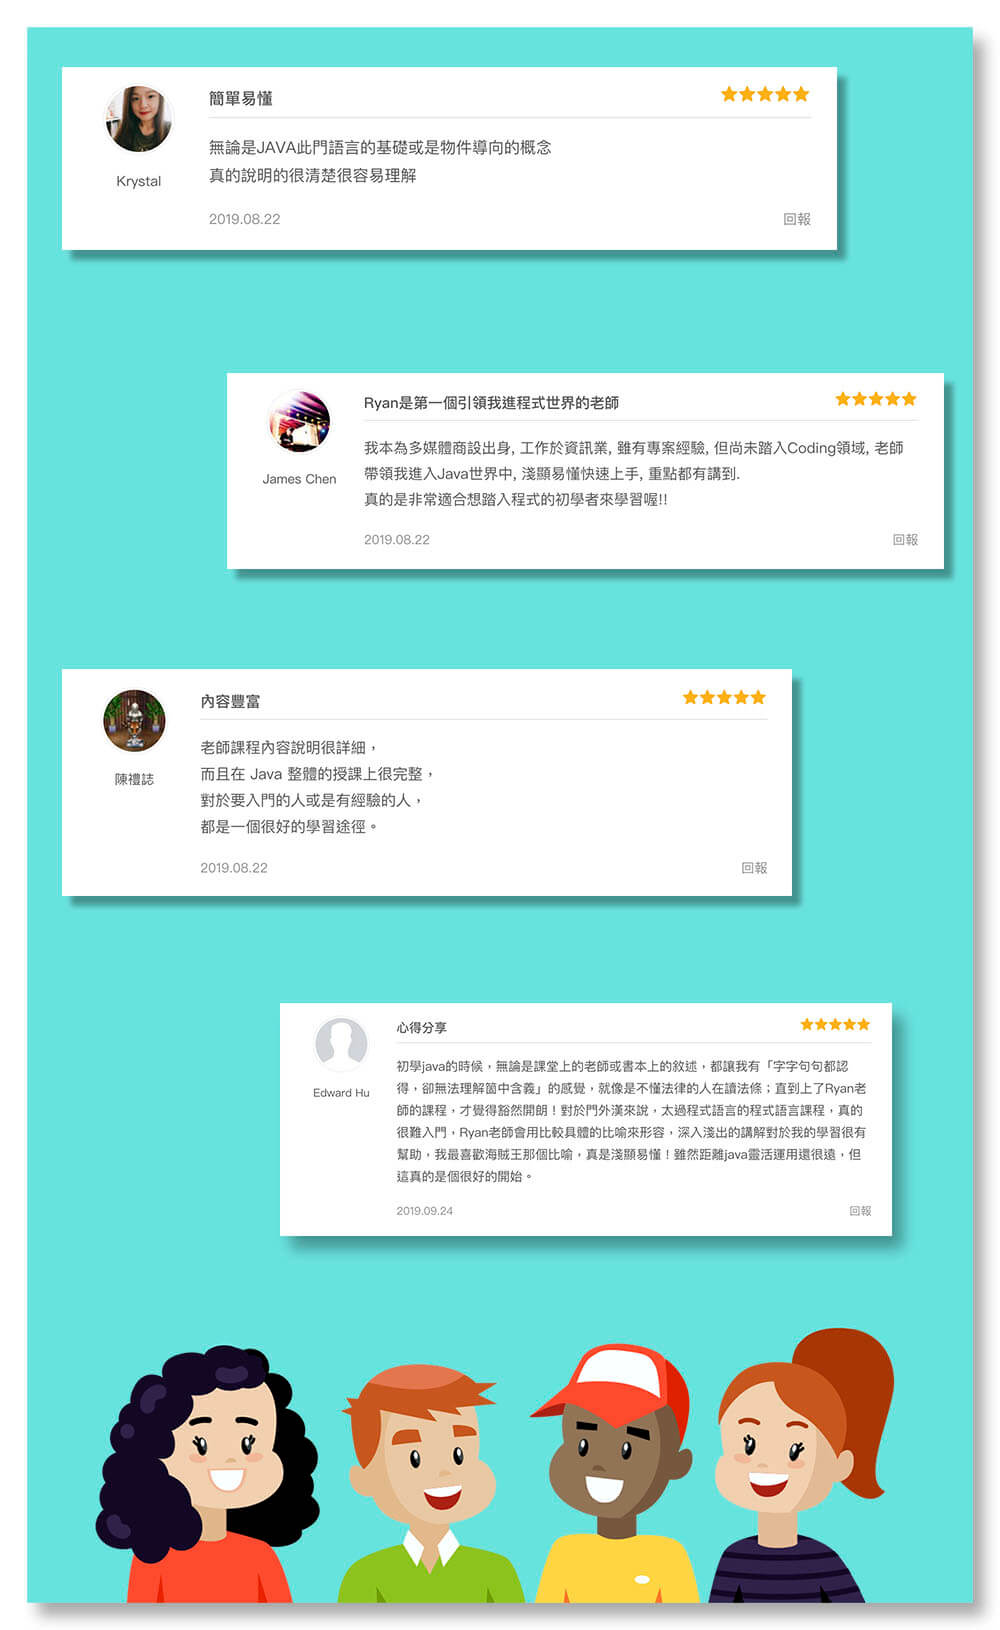 簡單易懂
無論是JAVA此門語言的基礎或是物件導向的概念
真的說明的很清楚很容易理解
Krystal
2019.08.22
回報
Ryan是第一個引領我進程式世界的老師
我本為多媒體商設出身, 工作於資訊業, 雖有專案經驗, 但尚未踏入Coding領域, 老師
帶領我進入Java世界中, 淺顯易懂快速上手, 重點都有講到.
真的是非常適合想踏入程式的初學者來學習喔!!
James Chen
2019.08.22
回報
內容豐富
老師課程內容說明很詳細，
而且在 Java 整體的授課上很完整，
對於要入門的人或是有經驗的人，
都是一個很好的學習途徑。
陳禮誌
2019.08.22
回報
心得分享
初學java的時候，無論是課堂上的老師或書本上的敘述，都讓我有「字字句句都認
得，卻無法理解箇中含義」的感覺，就像是不懂法律的人在讀法條；直到上了Ryan老
師的課程，才覺得豁然開朗！對於門外漢來說，太過程式語言的程式語言課程，真的
很難入門，Ryan老師會用比較具體的比喻來形容，深入淺出的講解對於我的學習很有
幫助，我最喜歡海賊王那個比喻，真是淺顯易懂！雖然距離java靈活運用還很遠，但
這真的是個很好的開始。
Edward Hu
2019.09.24
回報